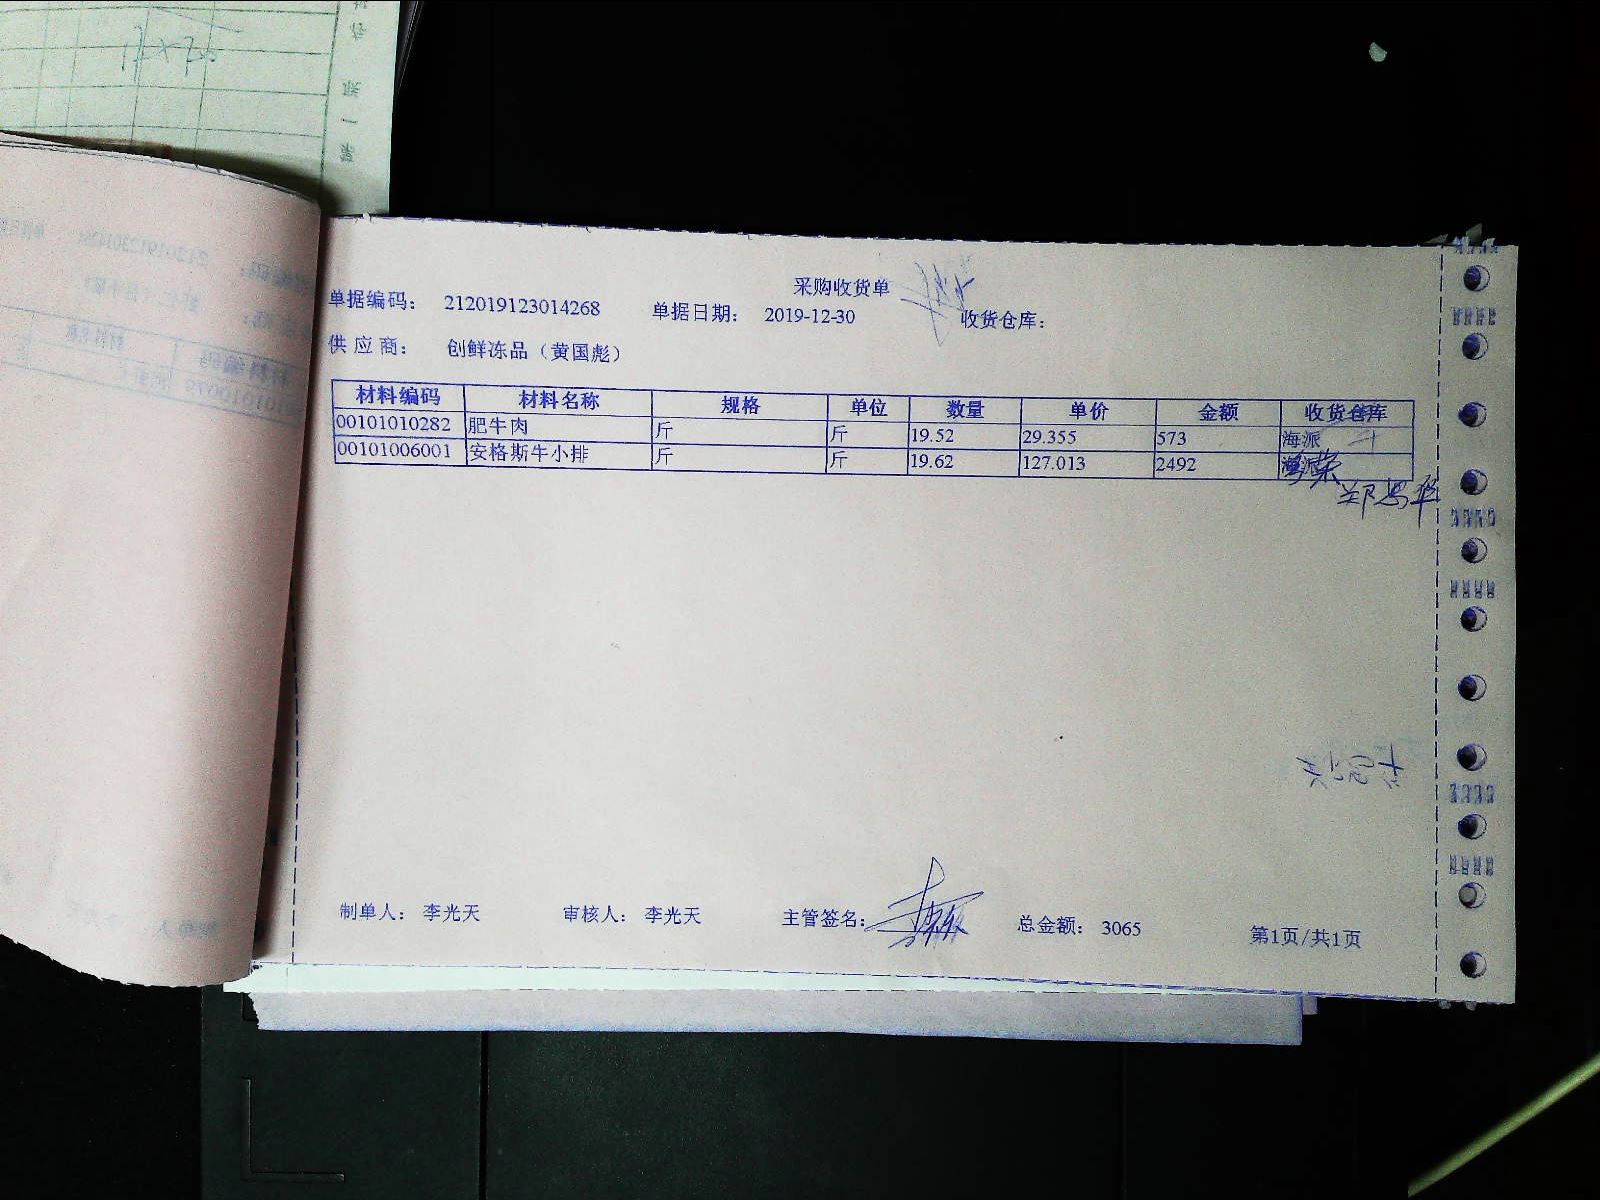 采购收货单
单据编码： 212019123014268 单据日期： 2019-12-30 收货仓库：
供 应 商： 创鲜冻品（黄国彪）
材料编码 材料名称 规格 单位 数量 单价 金额 收货仓库
00101010282 肥牛肉 斤 斤 19.52 29.355 573 海派
00101006001 安格斯牛小排 斤 斤 19.62 127.013 2492
制单人： 李光天 审核人： 李光天 主管签名： 总金额： 3065 第1页/共1页